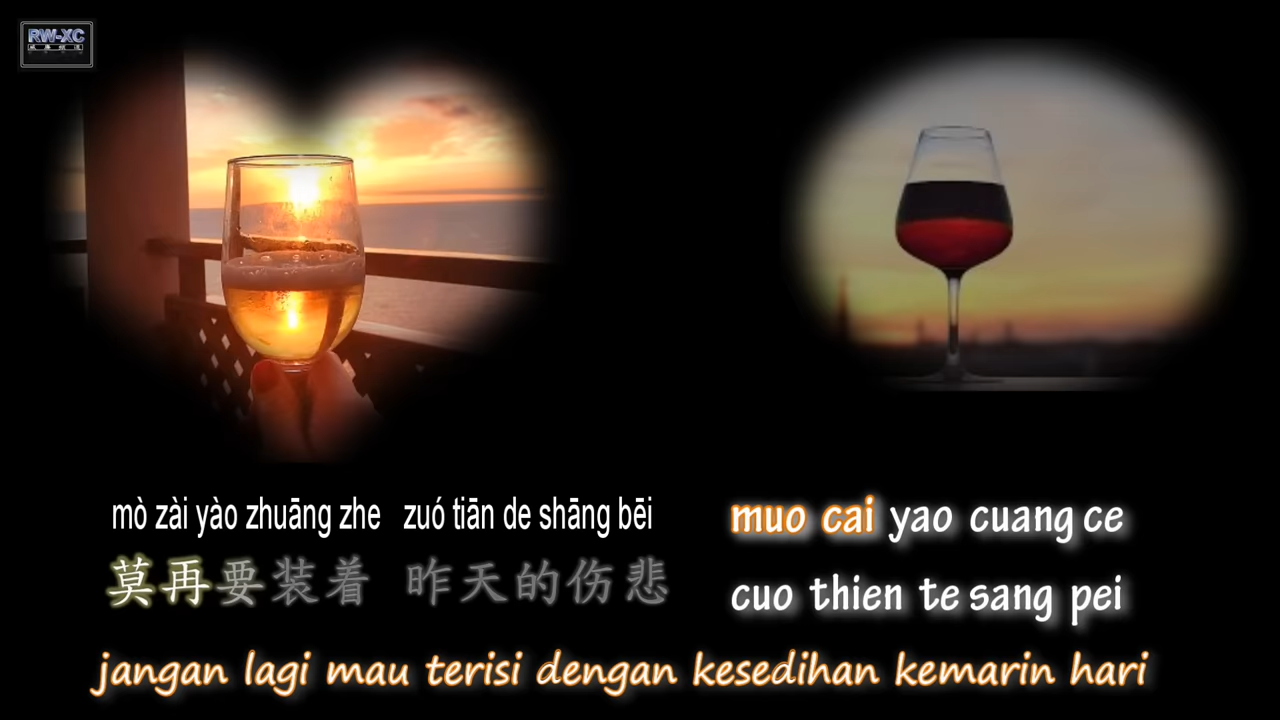 RW-XC
mò zài yào zhuāng zhe zuó tiān de shāng bēi
莫再要装着 昨天的伤悲
muo cai yao cuang ce
cuo thien te sang pei
jangan lagi mau terisi dengan kesedihan kemarin hari